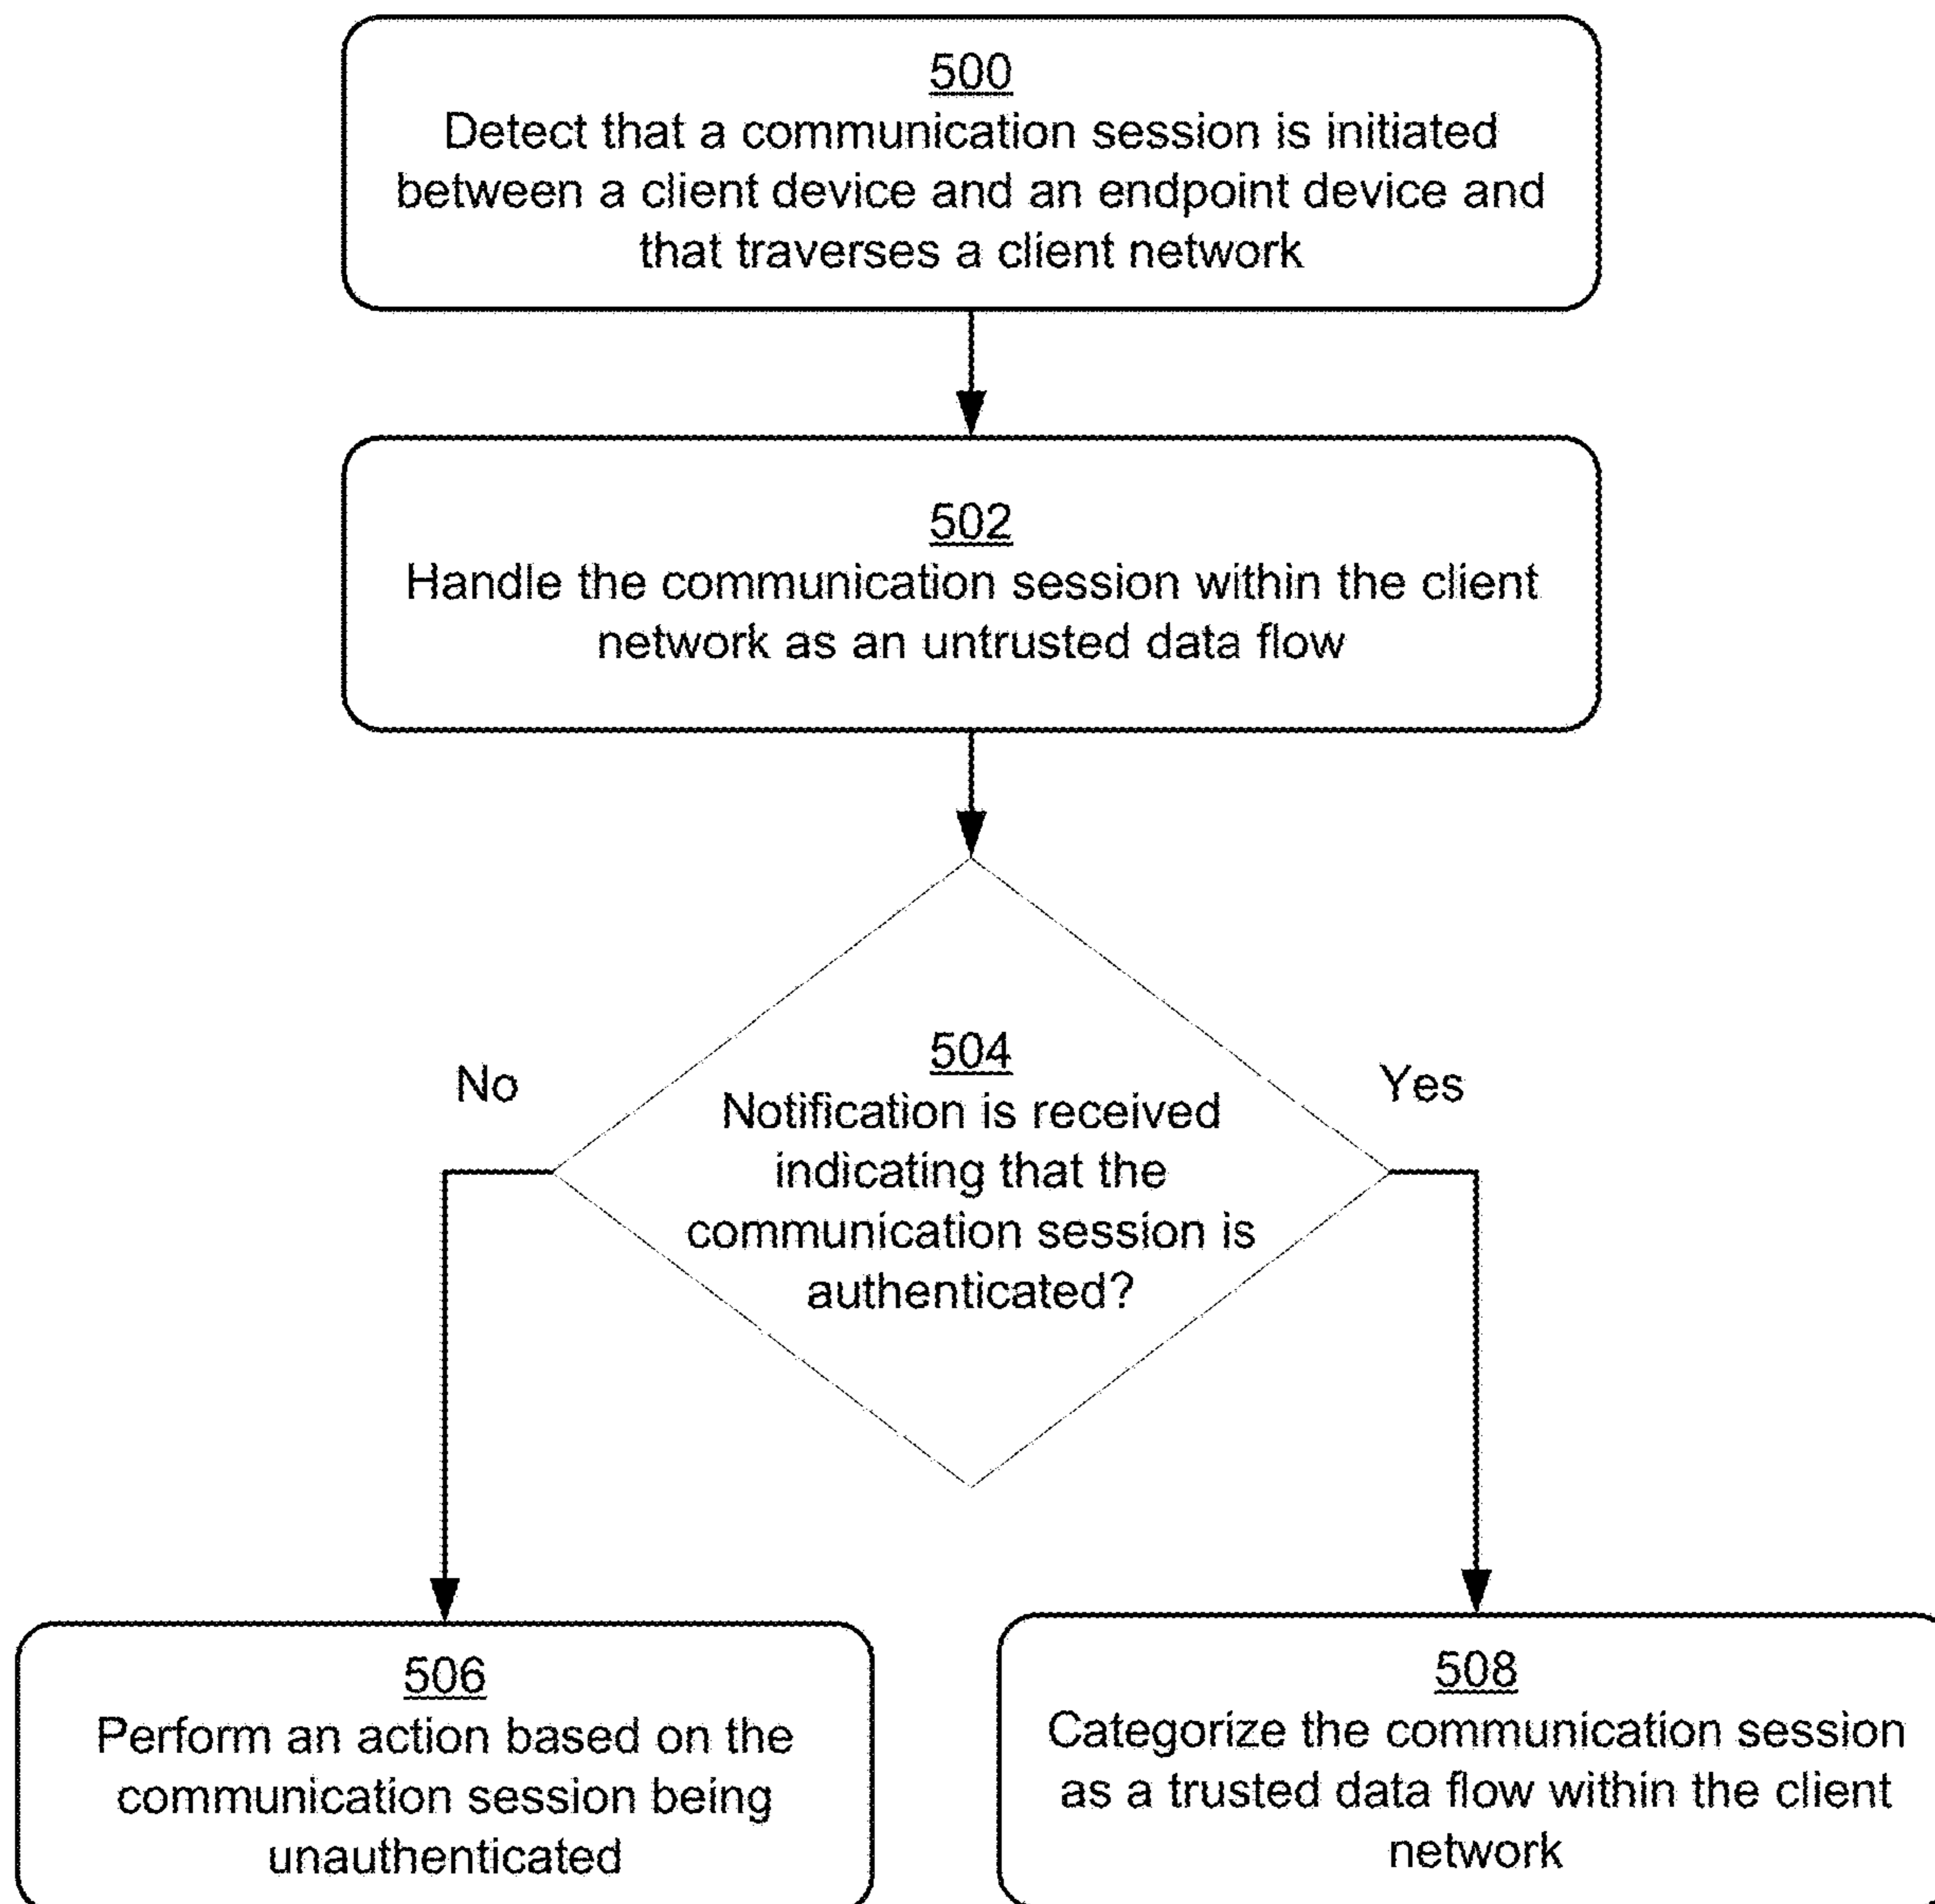 500
Detect that a communication session is initiated
between a client device and an endpoint device and
that traverses a client network
502
Handle the communication session within the client
network as an untrusted data flow
No
504
Yes
Notification is received
indicating that the
communication session is
authenticated?
506
Perform an action based on the
communication session being
unauthenticated
508
Categorize the communication session
as a trusted data flow within the client
network